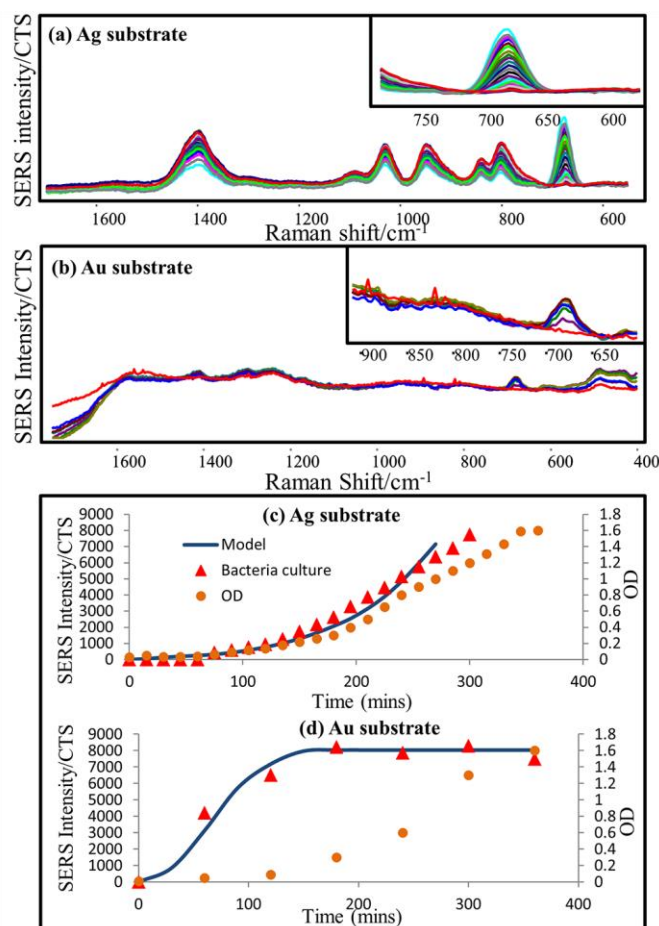 (a) Ag substrate
SERS intensity/CTS
750 700 650 600
1600 1400 1200 1000 800 600
Raman shift/cm-1
(b) Au substrate
SERS Intensity/CTS
900 850 800 750 700 650
1600 1400 1200 1000 800 600 400
Raman Shift/cm-1
(c) Ag substrate
SERS Intensity/CTS
9000
8000
7000
6000
5000
4000
3000
2000
1000
0
Model
Bacteria culture
OD
1.8
1.6
1.4
1.2
1
0.8
0.6
0.4
0.2
0
OD
0 100 200 300 400
Time (mins)
(d) Au substrate
SERS Intensity/CTS
9000
8000
7000
6000
5000
4000
3000
2000
1000
0
1.8
1.6
1.4
1.2
1
0.8
0.6
0.4
0.2
0
OD
0 100 200 300 400
Time (mins)